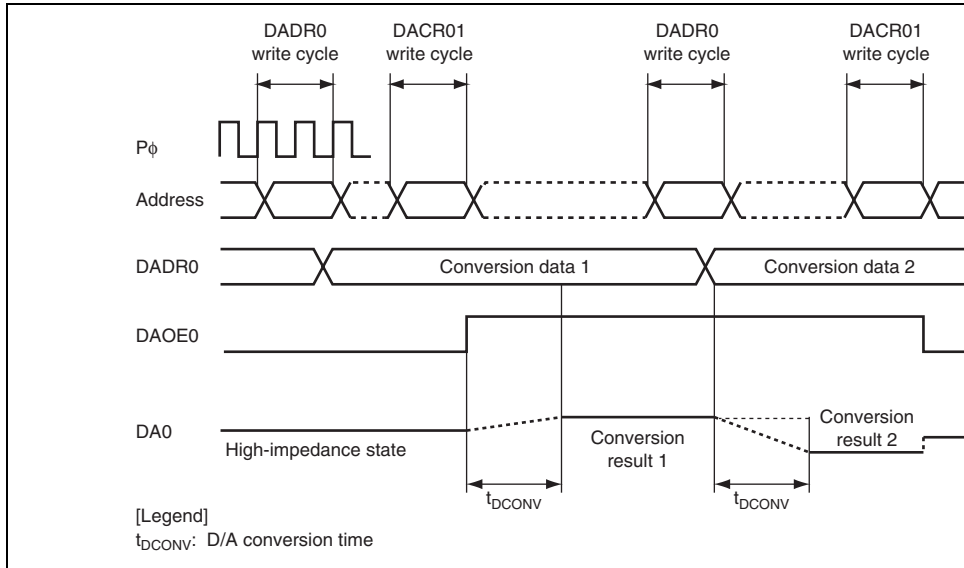 DADR0
write cycle
DACR01
write cycle
DADR0
write cycle
DACR01
write cycle
Pϕ
Address
DADR0
Conversion data 1
Conversion data 2
DAOE0
DA0
High-impedance state
Conversion
result 1
Conversion
result 2
tDCONV
tDCONV
[Legend]
tDCONV: D/A conversion time